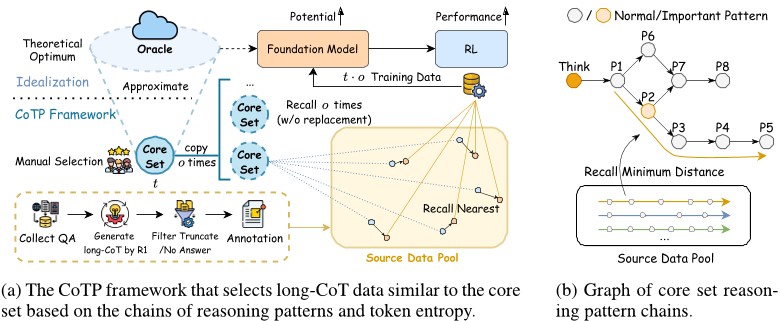 Potential
Performance
Theoretical
Optimum
Oracle
Foundation Model
RL
Idealization
Approximate
t · o Training Data
CoTP Framework
...
Core
Set
Recall o times
(w/o replacement)
Manual Selection
Core
Set
t
copy
o times
Core
Set
Recall Nearest
Collect QA
Generate
long-CoT by R1
Filter Truncate
/No Answer
Annotation
Source Data Pool
(a) The CoTP framework that selects long-CoT data similar to the core
set based on the chains of reasoning patterns and token entropy.
/ Normal/Important Pattern
Think
P1
P6
P7
P8
P2
P3
P4
P5
Recall Minimum Distance
...
Source Data Pool
(b) Graph of core set reason-
ing pattern chains.